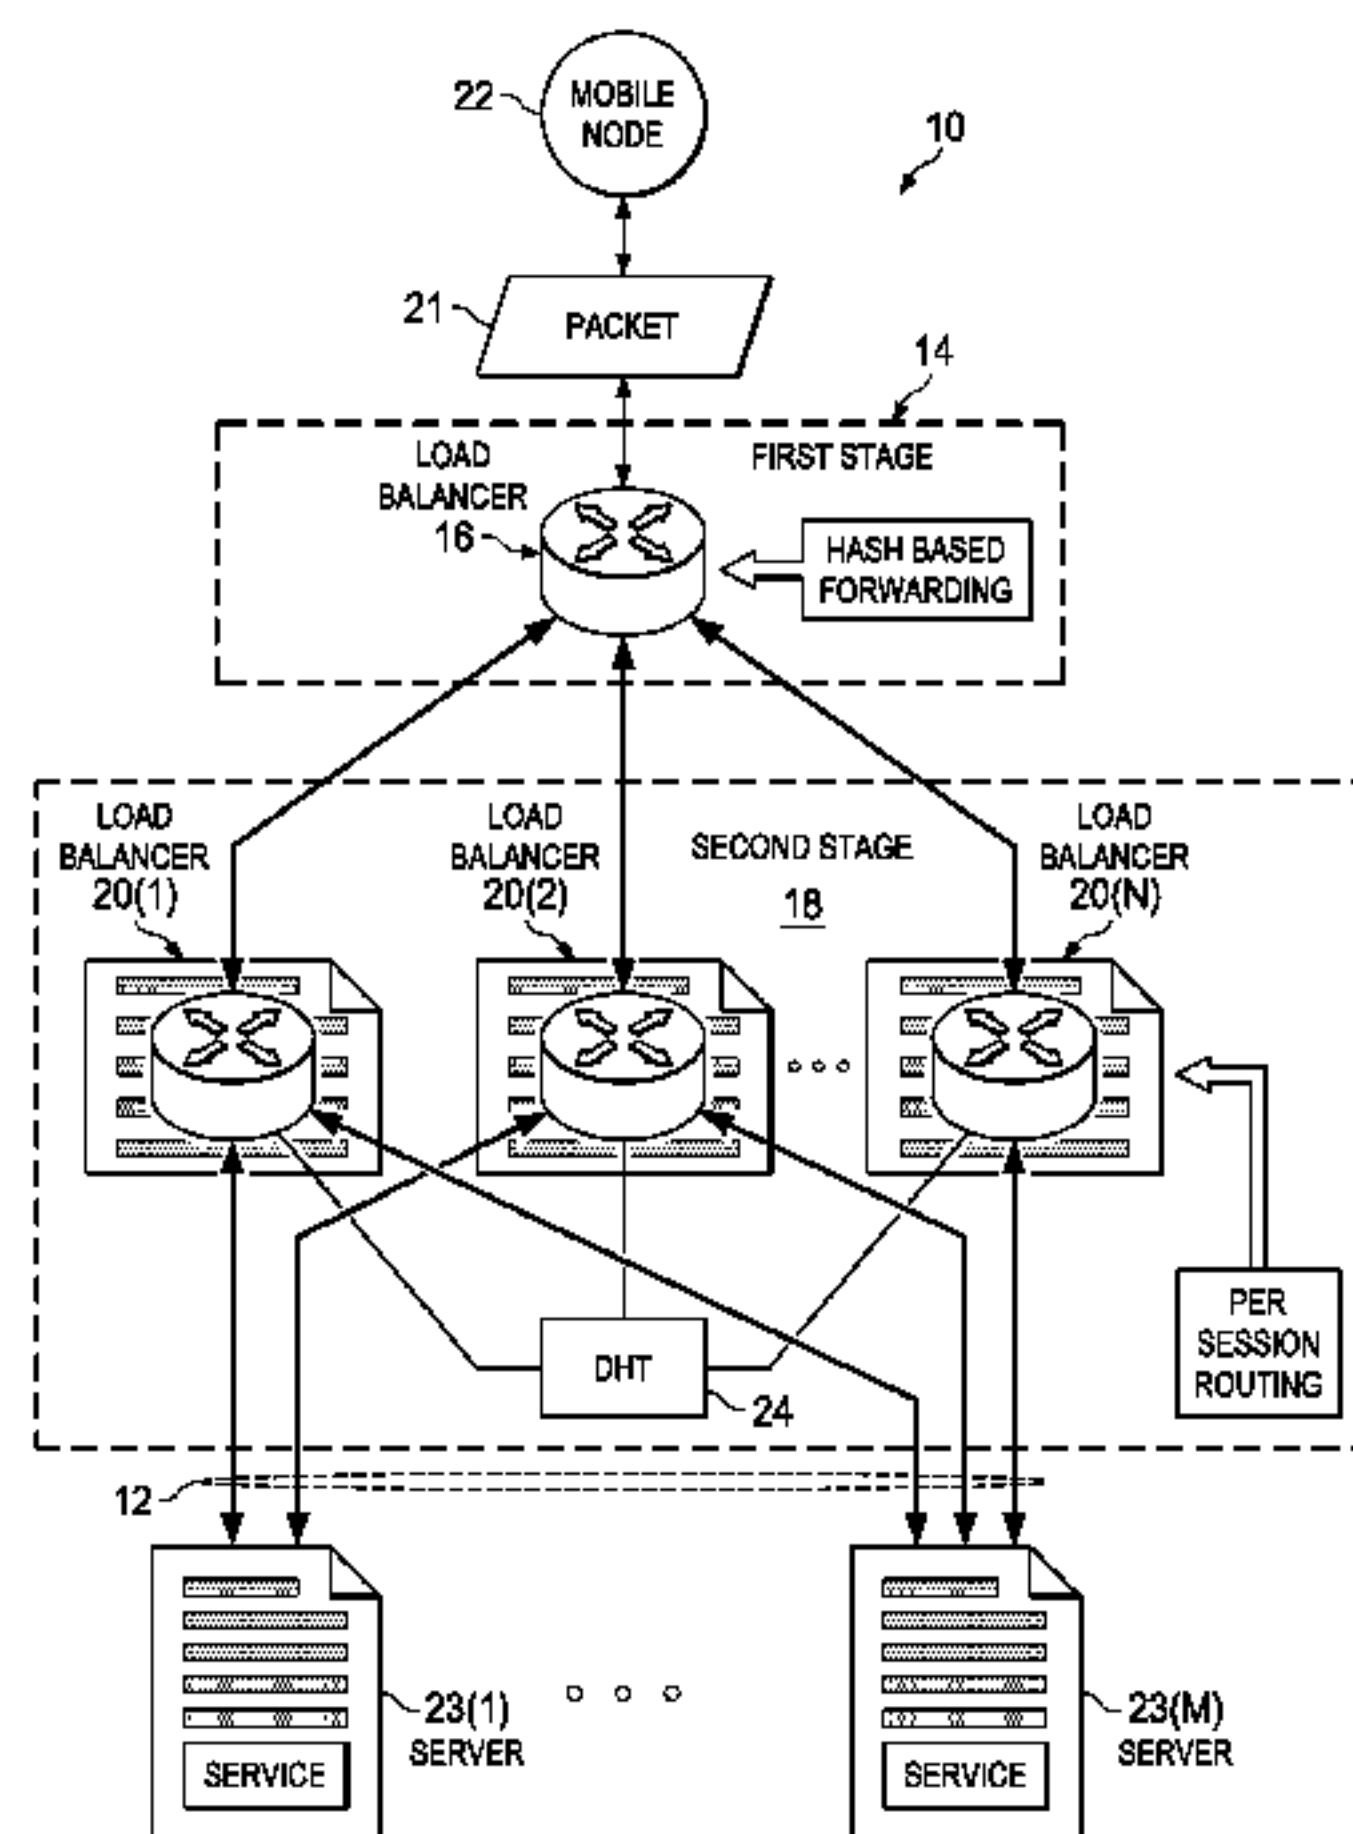 22
MOBILE
NODE
10
21
PACKET
14
LOAD
BALANCER
16
FIRST STAGE
HASH BASED
FORWARDING
LOAD
BALANCER
20(1)
LOAD
BALANCER
20(2)
SECOND STAGE
18
LOAD
BALANCER
20(N)
PER
SESSION
ROUTING
DHT
24
12
23(1)
SERVER
SERVICE
23(M)
SERVER
SERVICE